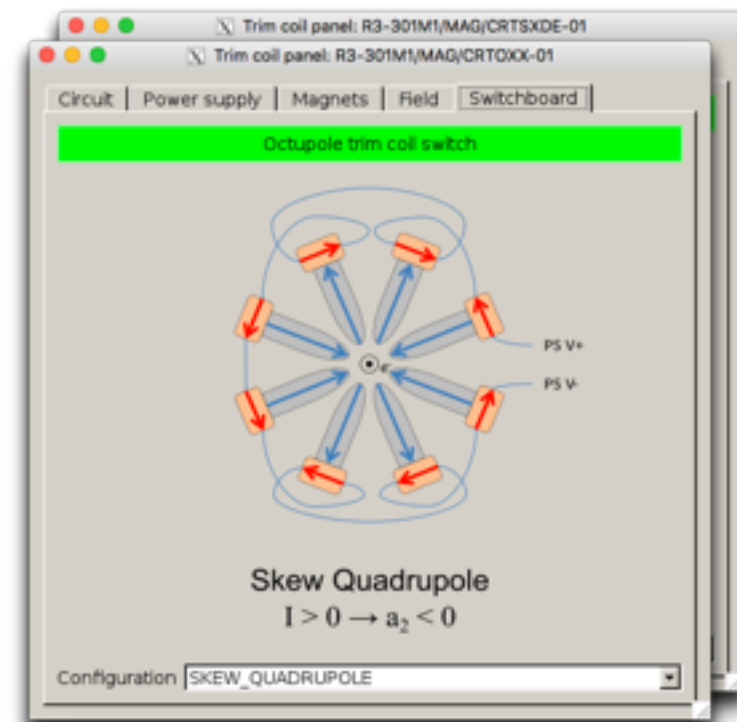 Trim coil panel: R3-301M1/MAG/CRTSXDE-01
Trim coil panel: R3-301M1/MAG/CRTOXX-01
Circuit Power supply Magnets Field Switchboard
Octupole trim coil switch
PS V+
e-
PS V-
Skew Quadrupole
I > 0 → a₂ < 0
Configuration SKEW_QUADRUPOLE